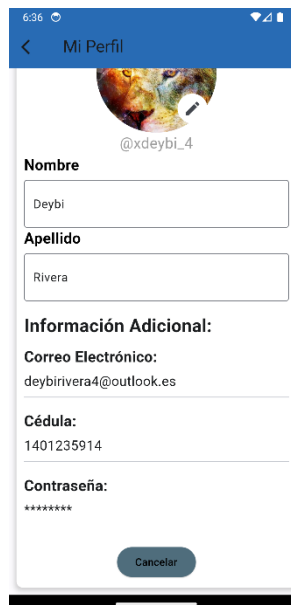 6:36
Mi Perfil
@xdeybi_4
Nombre
Deybi
Apellido
Rivera
Información Adicional:
Correo Electrónico:
deybirivera4@outlook.es
Cédula:
1401235914
Contraseña:
********
Cancelar